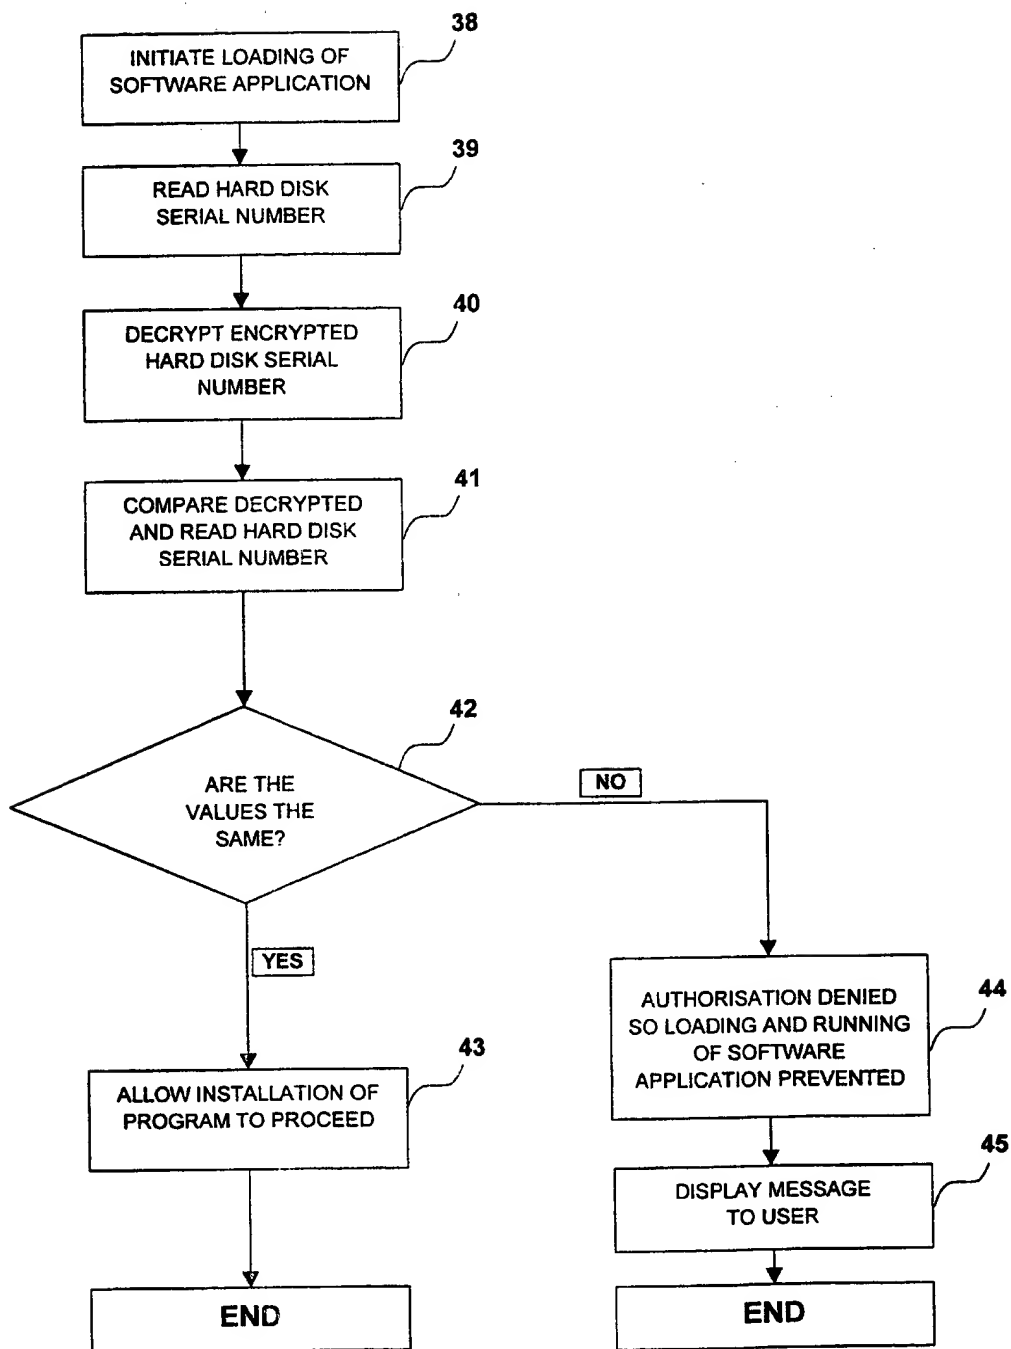 38
INITIATE LOADING OF
SOFTWARE APPLICATION
39
READ HARD DISK
SERIAL NUMBER
40
DECRYPT ENCRYPTED
HARD DISK SERIAL
NUMBER
41
COMPARE DECRYPTED
AND READ HARD DISK
SERIAL NUMBER
42
ARE THE
VALUES THE
SAME?
NO
YES
43
ALLOW INSTALLATION OF
PROGRAM TO PROCEED
END
44
AUTHORISATION DENIED
SO LOADING AND RUNNING
OF SOFTWARE
APPLICATION PREVENTED
45
DISPLAY MESSAGE
TO USER
END